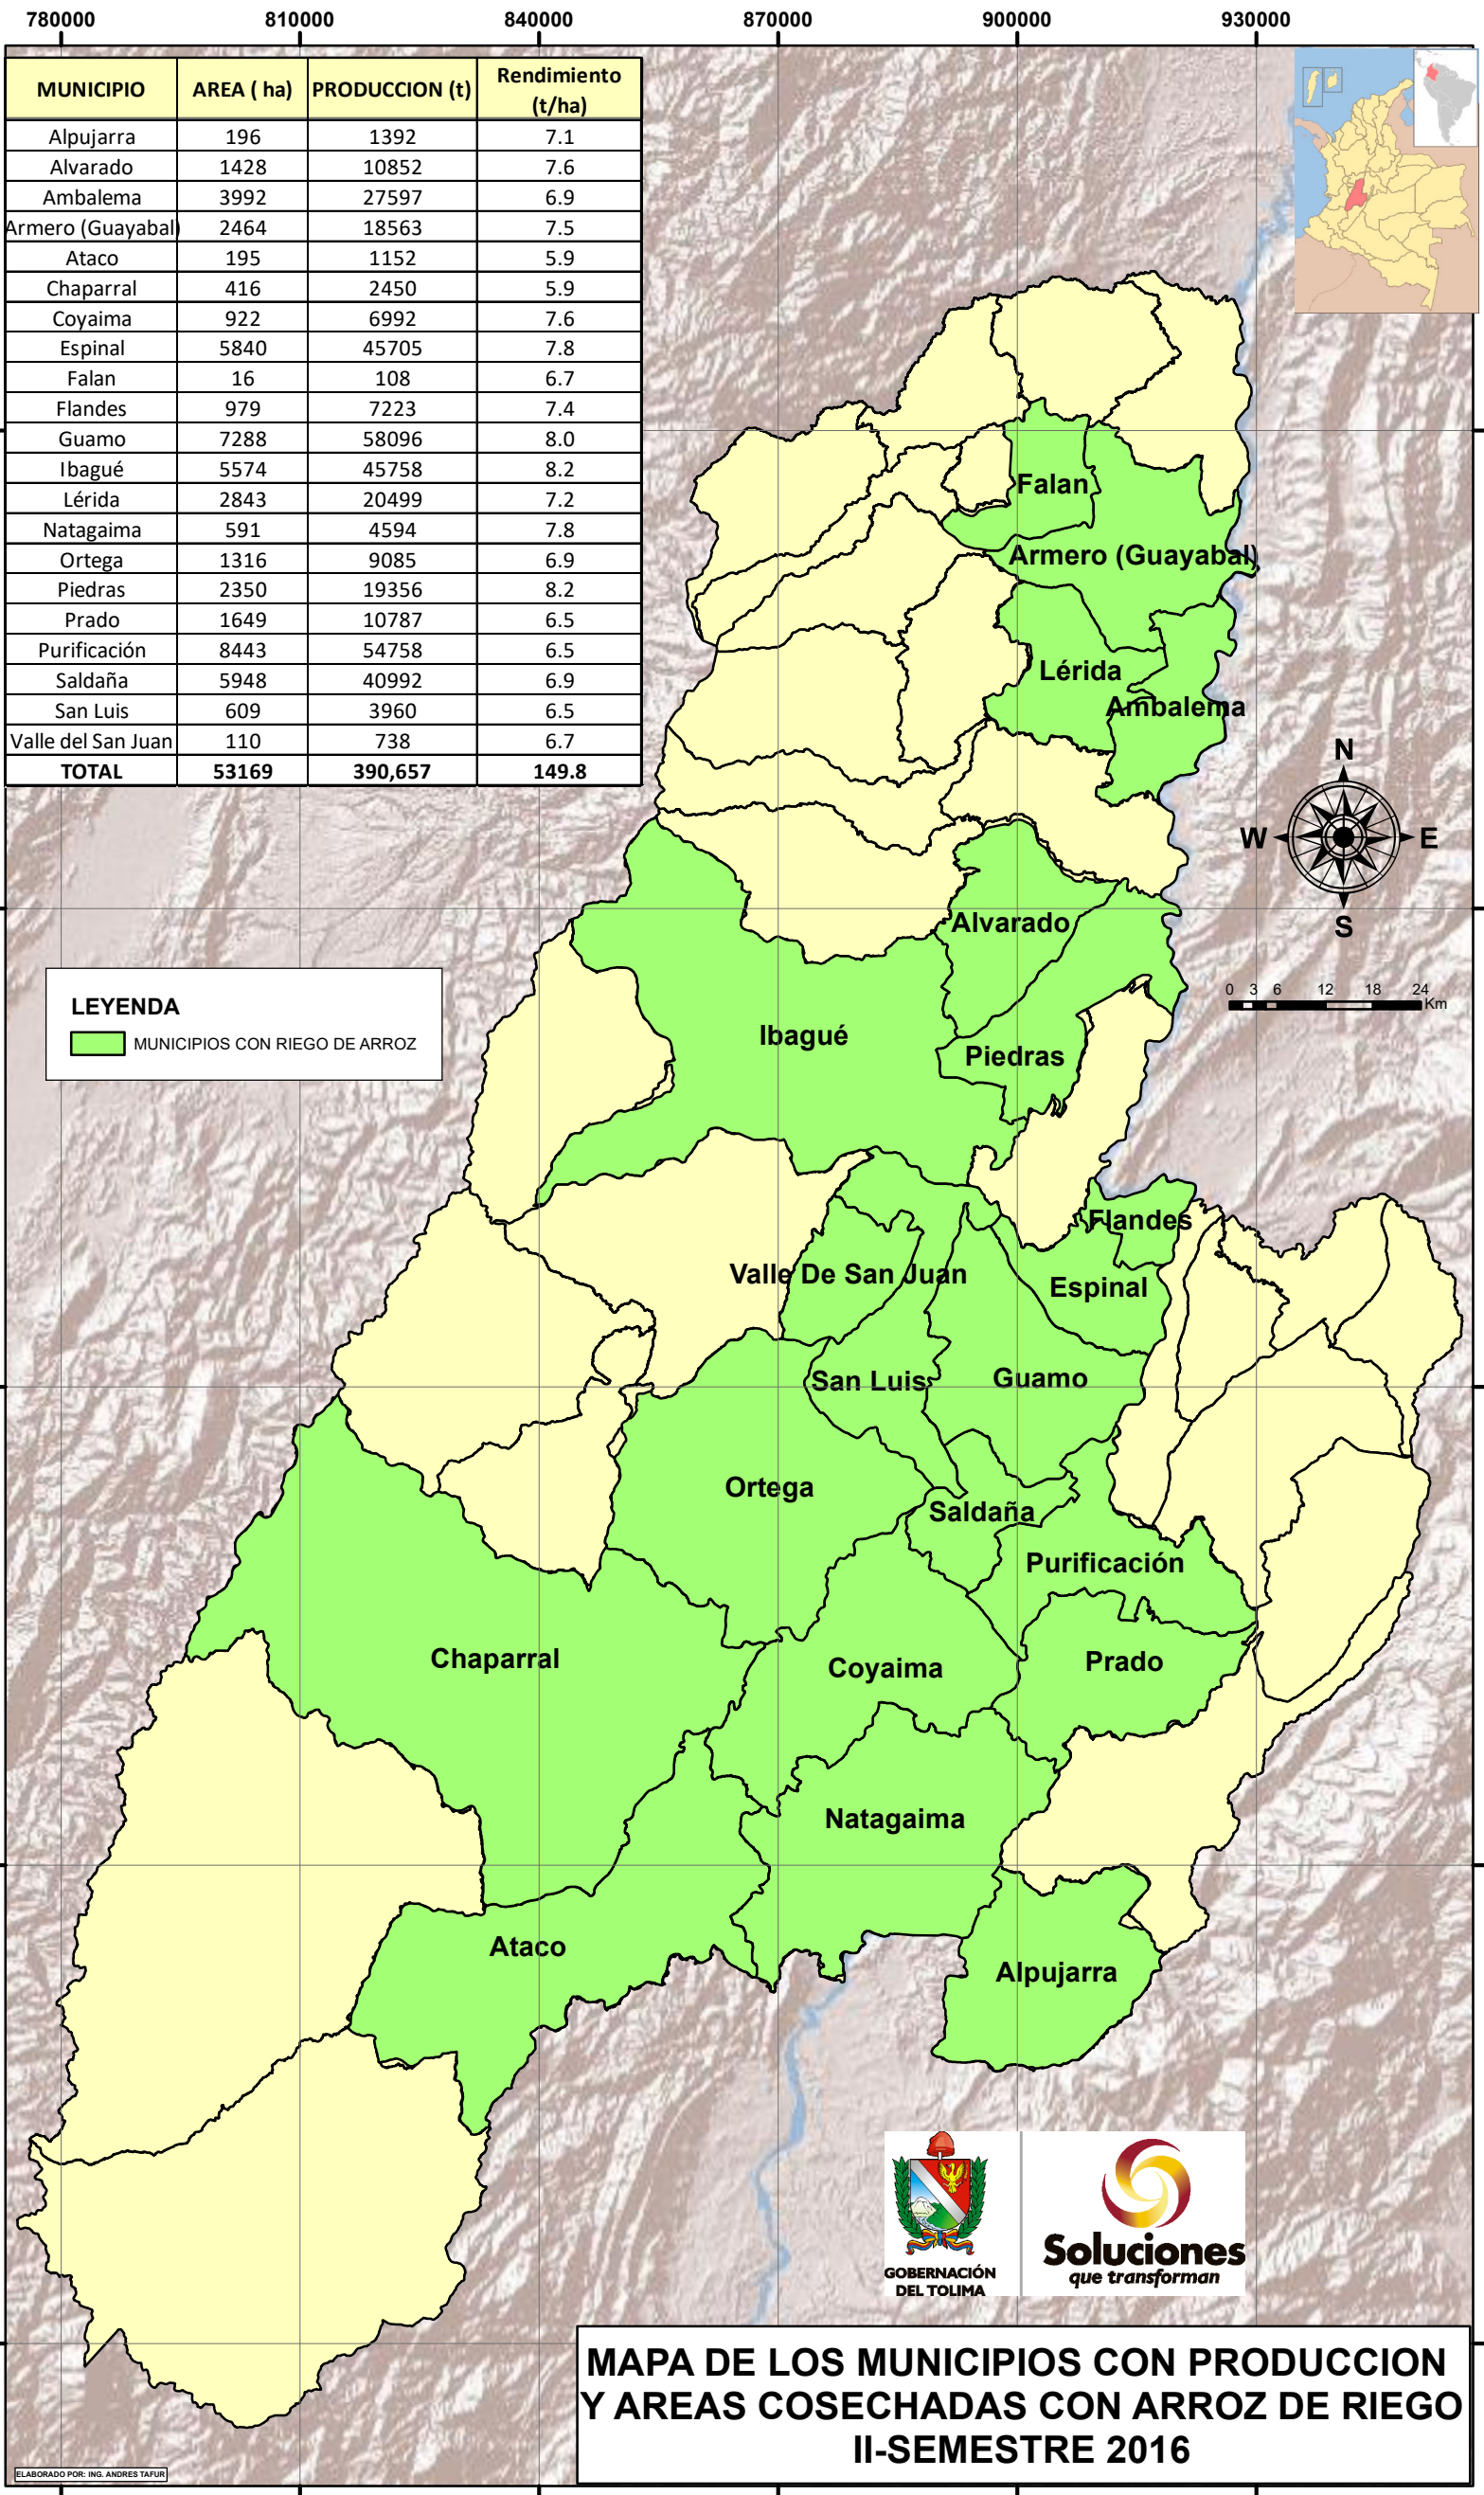 780000 810000 840000 870000 900000 930000
MUNICIPIO AREA ( ha) PRODUCCION (t) Rendimiento (t/ha)
Alpujarra 196 1392 7.1
Alvarado 1428 10852 7.6
Ambalema 3992 27597 6.9
Armero (Guayabal) 2464 18563 7.5
Ataco 195 1152 5.9
Chaparral 416 2450 5.9
Coyaima 922 6992 7.6
Espinal 5840 45705 7.8
Falan 16 108 6.7
Flandes 979 7223 7.4
Guamo 7288 58096 8.0
Ibagué 5574 45758 8.2
Lérida 2843 20499 7.2
Natagaima 591 4594 7.8
Ortega 1316 9085 6.9
Piedras 2350 19356 8.2
Prado 1649 10787 6.5
Purificación 8443 54758 6.5
Saldaña 5948 40992 6.9
San Luis 609 3960 6.5
Valle del San Juan 110 738 6.7
TOTAL 53169 390,657 149.8
Falan
Armero (Guayabal)
Lérida
Ambalema
N
W E
S
Alvarado
0 3 6 12 18 24
Km
LEYENDA
MUNICIPIOS CON RIEGO DE ARROZ
Ibagué
Piedras
Flandes
Valle De San Juan
Espinal
San Luis
Guamo
Ortega
Saldaña
Purificación
Chaparral
Coyaima
Prado
Natagaima
Ataco
Alpujarra
GOBERNACIÓN
DEL TOLIMA
Soluciones
que transforman
MAPA DE LOS MUNICIPIOS CON PRODUCCION
Y AREAS COSECHADAS CON ARROZ DE RIEGO
II-SEMESTRE 2016
ELABORADO POR: ING. ANDRES TAFUR